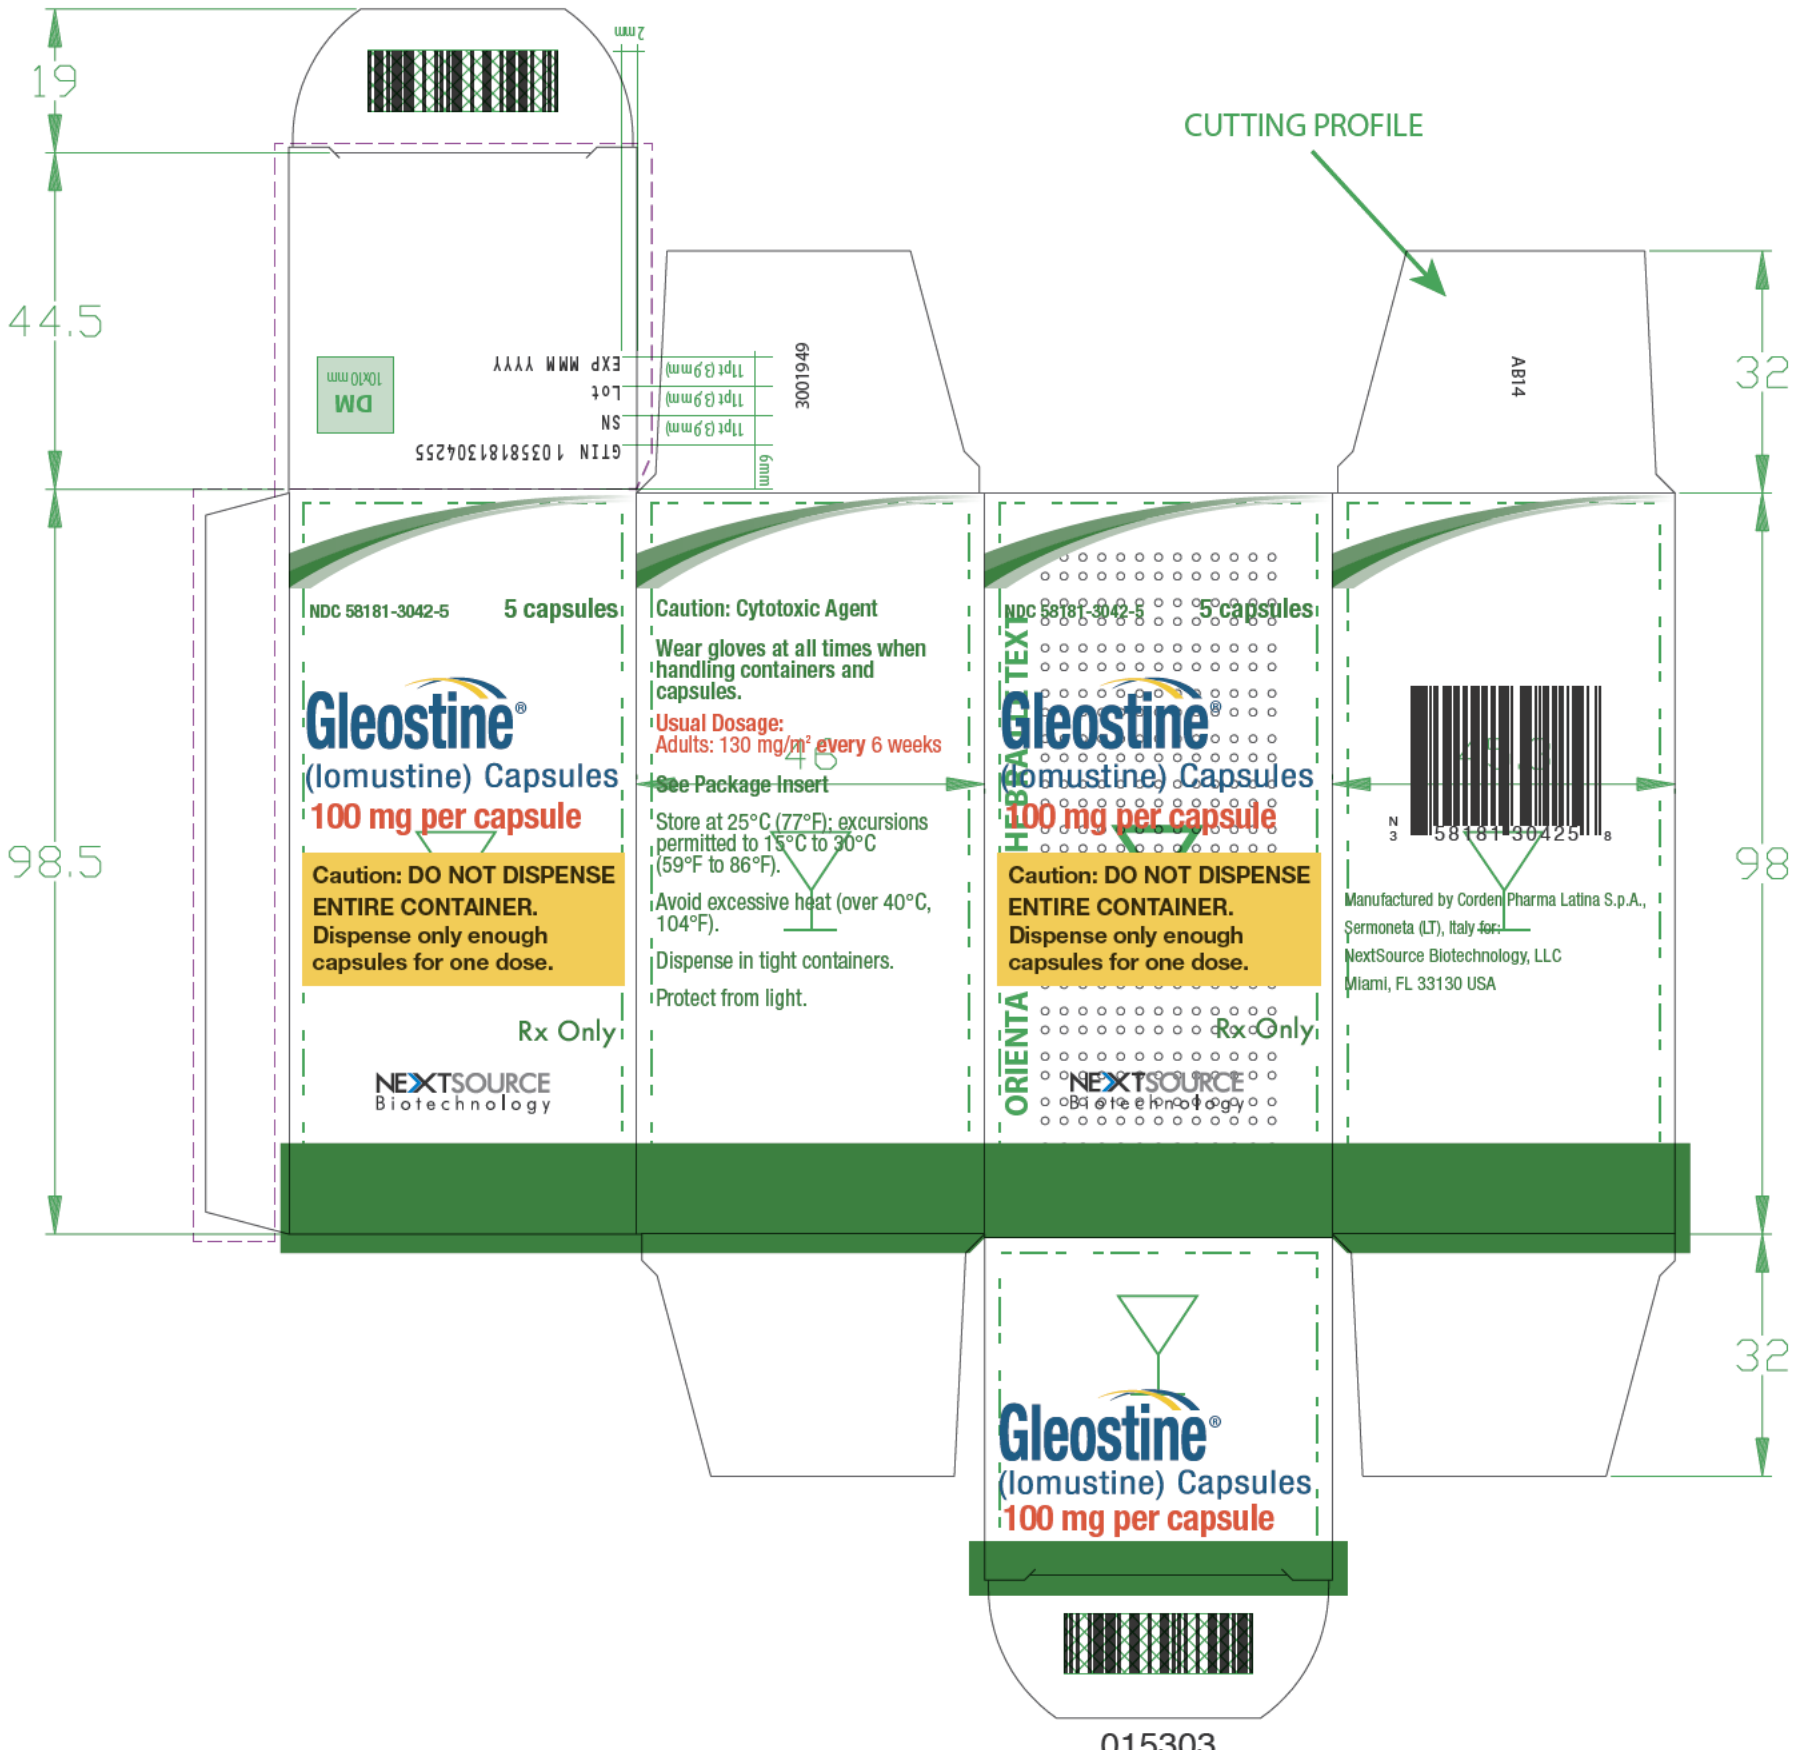 2 mm
19
CUTTING PROFILE
44.5
32
3001949
AB14
DM
10x10 mm
GTIN 10358181304255
SN
Lot
EXP MMM YYYY
11pt (3,9mm)
11pt (3,9mm)
11pt (3,9mm)
6mm
98.5
NDC 58181-3042-5 5 capsules
Gleostine®
(lomustine) Capsules
100 mg per capsule
Caution: DO NOT DISPENSE
ENTIRE CONTAINER.
Dispense only enough
capsules for one dose.
Rx Only
NEXTSOURCE
Biotechnology
Caution: Cytotoxic Agent
Wear gloves at all times when
handling containers and
capsules.
Usual Dosage:
Adults: 130 mg/m² every 6 weeks
46
See Package Insert
Store at 25°C (77°F); excursions
permitted to 15°C to 30°C
(59°F to 86°F).
Avoid excessive heat (over 40°C,
104°F).
Dispense in tight containers.
Protect from light.
NDC 58181-3042-5 5 capsules
Gleostine®
(lomustine) Capsules
100 mg per capsule
Caution: DO NOT DISPENSE
ENTIRE CONTAINER.
Dispense only enough
capsules for one dose.
Rx Only
NEXTSOURCE
Biotechnology
TEXT
N
3 58181 30425 8
Manufactured by Corden Pharma Latina S.p.A.,
Sermoneta (LT), Italy for:
NextSource Biotechnology, LLC
Miami, FL 33130 USA
98
32
Gleostine®
(lomustine) Capsules
100 mg per capsule
015303